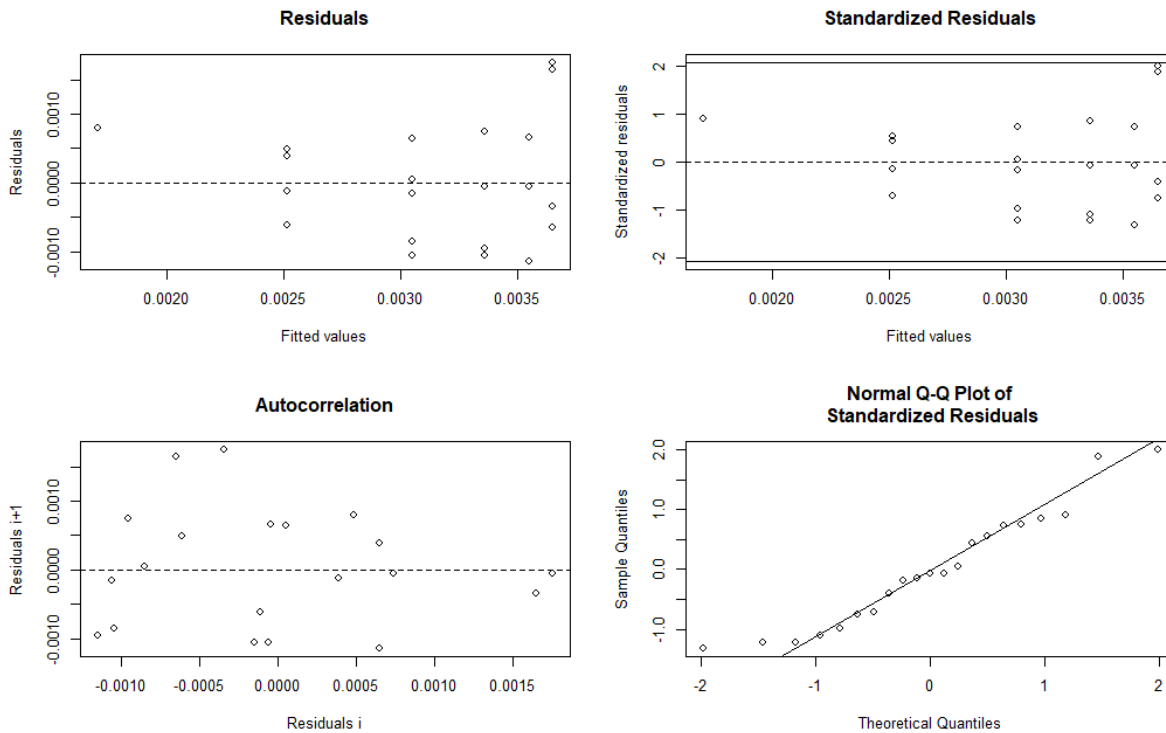 Residuals
Residuals
0.0010
0.0000
-0.0010
0.0020
0.0025
0.0030
0.0035
Fitted values
Standardized Residuals
Standardized residuals
2
1
0
-1
-2
0.0020
0.0025
0.0030
0.0035
Fitted values
Autocorrelation
Residuals i+1
0.0010
0.0000
-0.0010
-0.0010
-0.0005
0.0000
0.0005
0.0010
0.0015
Residuals i
Normal Q-Q Plot of
Standardized Residuals
Sample Quantiles
2.0
1.0
0.0
-1.0
-2
-1
0
1
2
Theoretical Quantiles